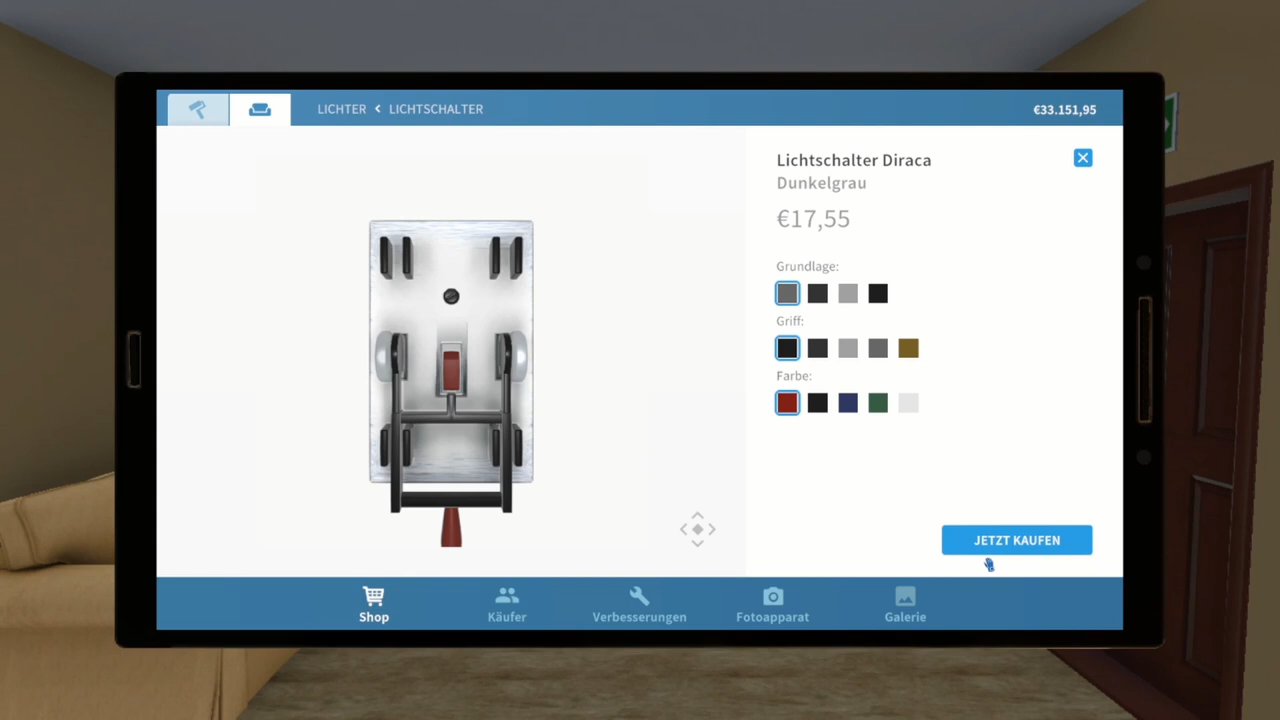 LICHTER < LICHTSCHALTER
€33.151,95
Lichtschalter Diraca
Dunkelgrau
€17,55
Grundlage:
Griff:
Farbe:
JETZT KAUFEN
Shop
Käufer
Verbesserungen
Fotoapparat
Galerie